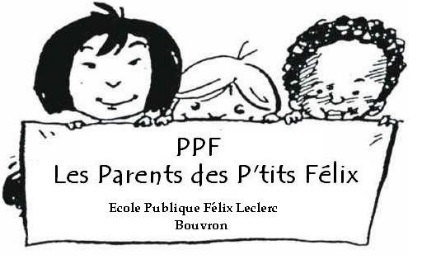 PPF
Les Parents des P'tits Félix
Ecole Publique Félix Leclerc
Bouvron